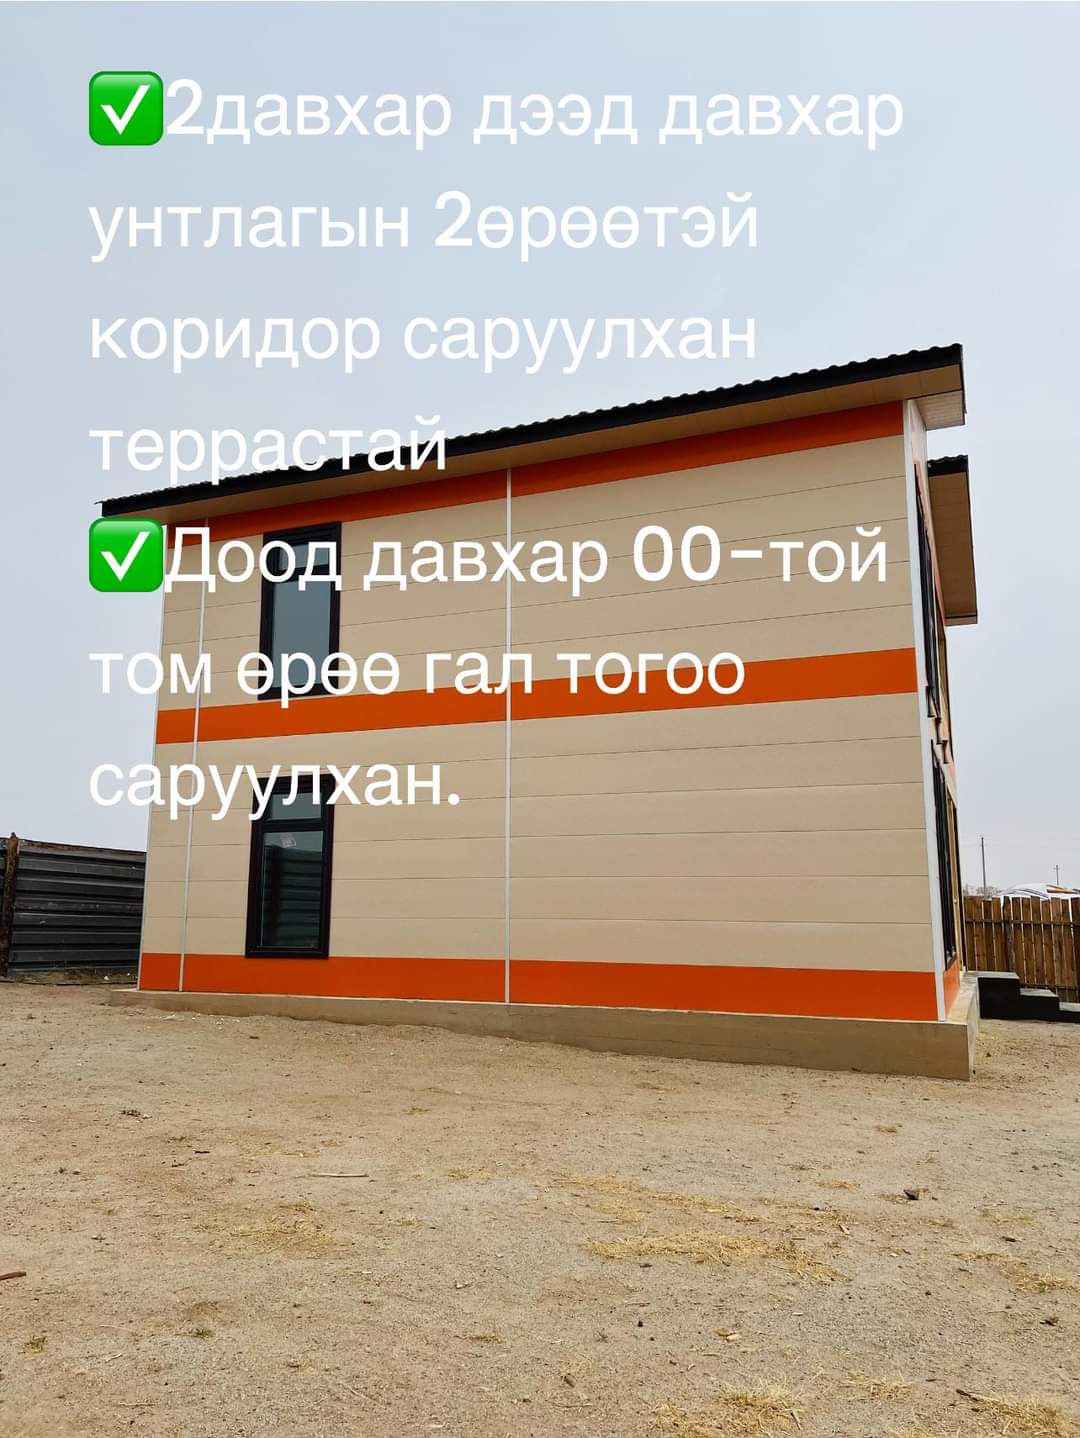 ✅2давхар дээд давхар
унтлагын 2өрөөтэй
коридор саруулхан
террастай
✅Доод давхар 00-той
том өрөө гал тогоо
саруулхан.